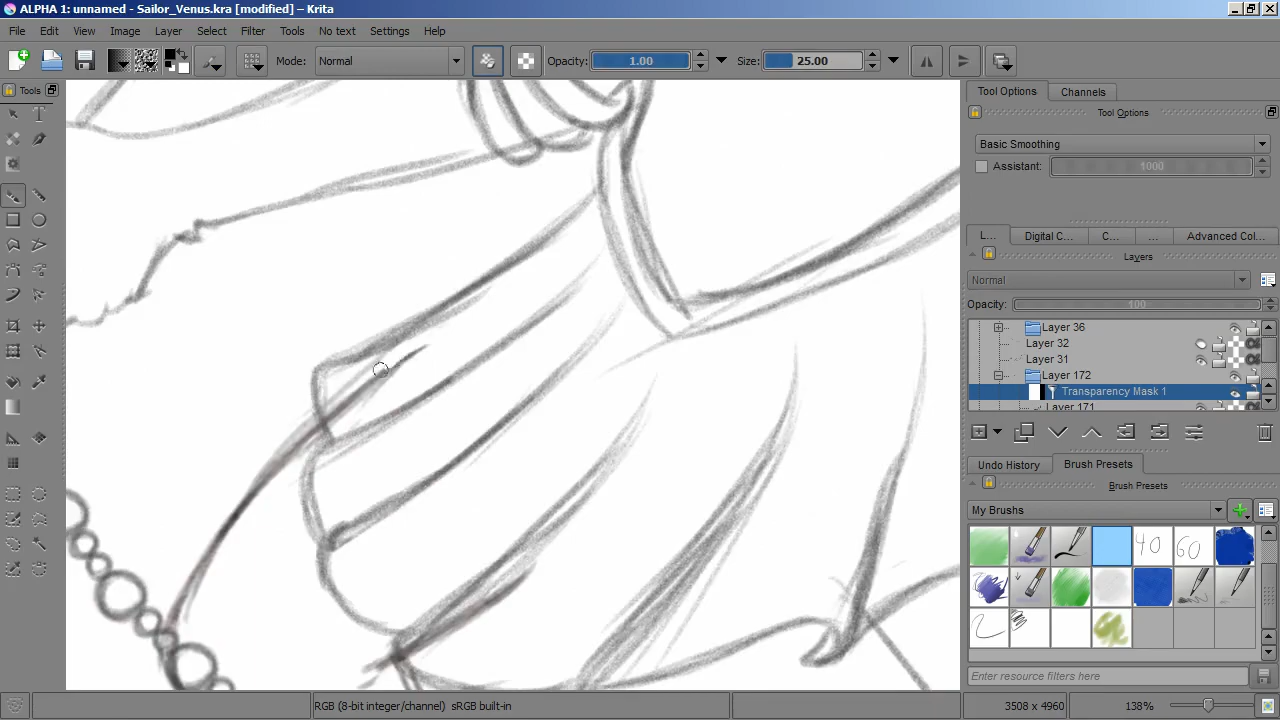 ALPHA 1: unnamed - Sailor_Venus.kra [modified] – Krita
File Edit View Image Layer Select Filter Tools No text Settings Help
Mode: Normal Opacity: 1.00 Size: 25.00
Tools
Tool Options Channels
Tool Options
Basic Smoothing
Assistant: 1000
L... Digital C... C... ... Advanced Col...
Layers
Normal
Opacity: 100
Layer 36
Layer 32
Layer 31
Layer 172
Transparency Mask 1
Layer 171
Undo History Brush Presets
Brush Presets
My Brushes
40 60
Enter resource filters here
RGB (8-bit integer/channel) sRGB built-in 3508 x 4960 138%